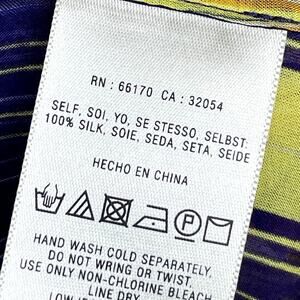 RN : 66170 CA : 32054
SELF, SOI, YO, SE STESSO, SELBST:
100% SILK, SOIE, SEDA, SETA, SEIDE
HECHO EN CHINA
P
HAND WASH COLD SEPARATELY.
DO NOT WRING OR TWIST.
USE ONLY NON-CHLORINE BLEACH
LINE DRY